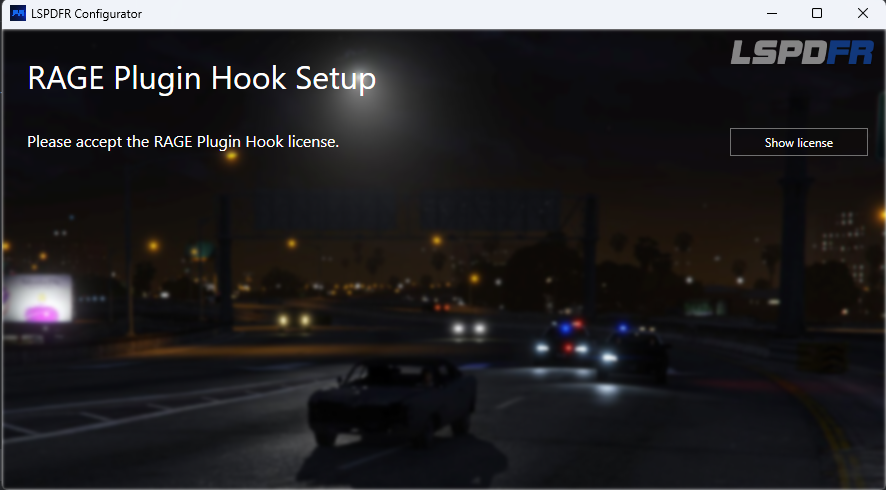 LSPDFR Configurator
LSPDFR
RAGE Plugin Hook Setup
Please accept the RAGE Plugin Hook license.
Show license